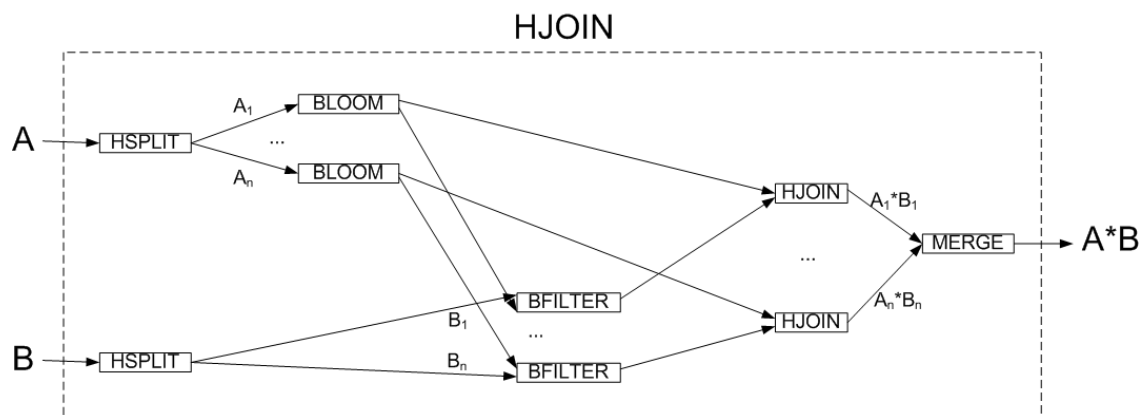 HJOIN
A₁
BLOOM
A
HSPLIT
...
Aₙ
BLOOM
HJOIN
A₁*B₁
MERGE
A*B
...
BFILTER
B₁
...
HJOIN
Aₙ*Bₙ
B
HSPLIT
Bₙ
BFILTER